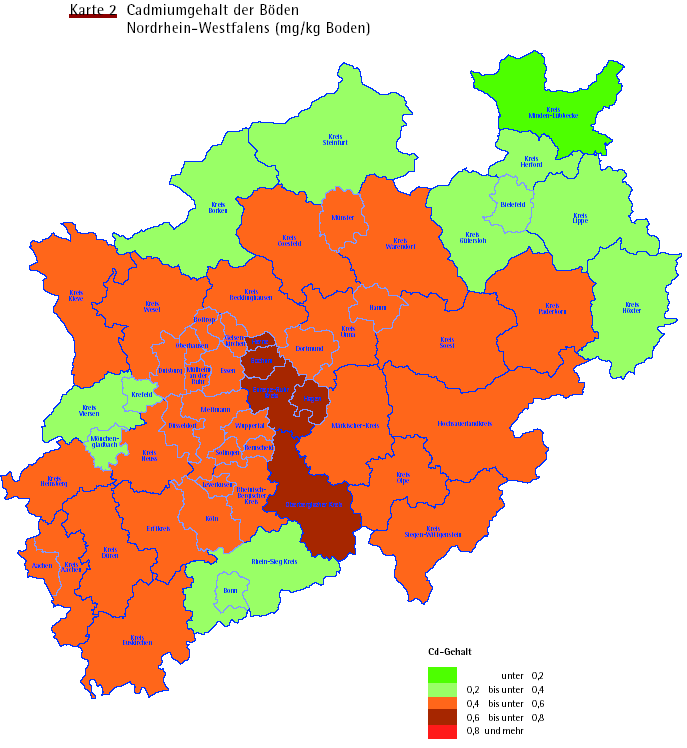 Karte 2 Cadmiumgehalt der Böden
Nordrhein-Westfalens (mg/kg Boden)
Kreis
Minden-Lübbecke
Kreis
Steinfurt
Kreis
Herford
Kreis
Borken
Bielefeld
Kreis
Lippe
Münster
Kreis
Coesfeld
Kreis
Warendorf
Kreis
Gütersloh
Kreis
Kleve
Kreis
Wesel
Kreis
Recklinghausen
Hamm
Kreis
Paderborn
Kreis
Höxter
Bottrop
Kreis
Unna
Gelsen-
kirchen
Oberhausen
Dortmund
Kreis
Soest
Duisburg
Mülheim
an der
Ruhr
Essen
Krefeld
Kreis
Viersen
Mettmann
Düsseldorf
Wuppertal
Märkischer-Kreis
Hochsauerlandkreis
Mönchen-
gladbach
Kreis
Neuss
Solingen
Remscheid
Kreis
Heinsberg
Leverkusen
Rheinisch-
Bergischer
Kreis
Kreis
Olpe
Köln
Erftkreis
Kreis
Siegen-Wittgenstein
Kreis
Düren
Aachen
Kreis
Aachen
Rhein-Sieg Kreis
Bonn
Kreis
Euskirchen
Cd-Gehalt
unter 0,2
0,2 bis unter 0,4
0,4 bis unter 0,6
0,6 bis unter 0,8
0,8 und mehr